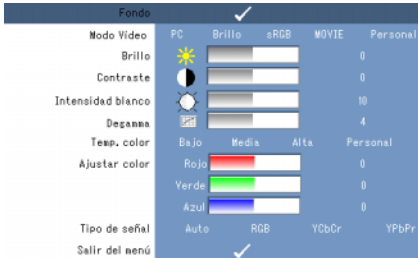 Fondo
Modo Vídeo PC Brillo sRGB MOVIE Personal
Brillo 0
Contraste 0
Intensidad blanco 10
Degamma 4
Temp. color Bajo Media Alta Personal
Ajustar color Rojo 0
Verde 0
Azul 0
Tipo de señal Auto RGB YCbCr YPbPr
Salir del menú